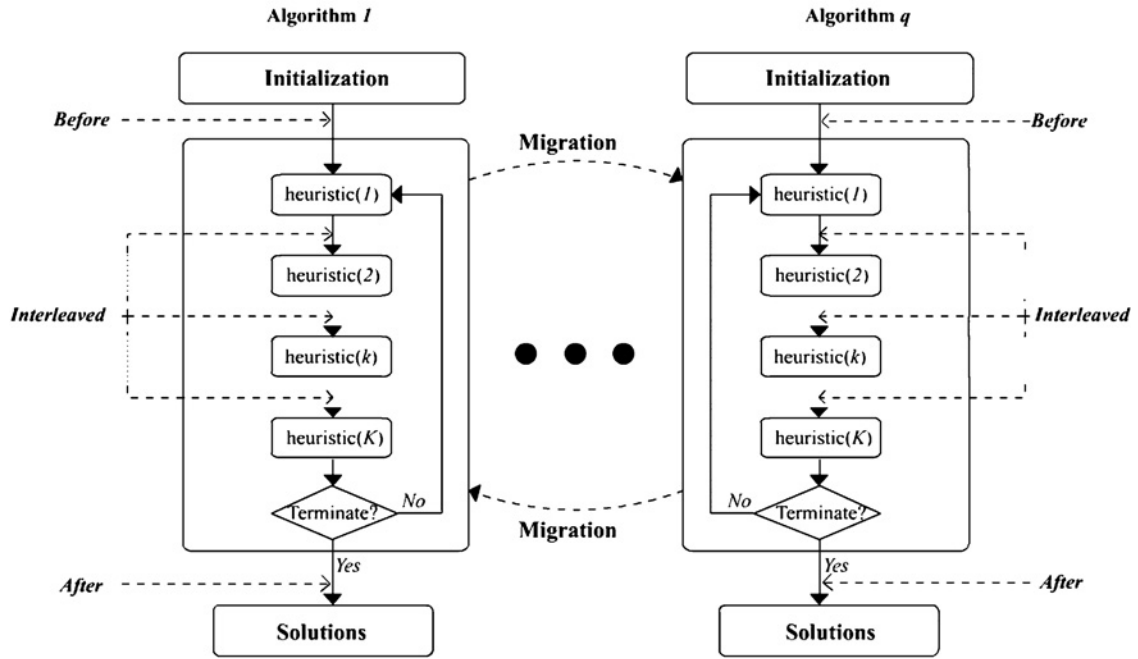 Algorithm 1
Algorithm q
Initialization
Initialization
Before
Before
Migration
heuristic(1)
heuristic(1)
heuristic(2)
heuristic(2)
Interleaved
Interleaved
heuristic(k)
heuristic(k)
heuristic(K)
heuristic(K)
No
No
Terminate?
Terminate?
Migration
Yes
Yes
After
After
Solutions
Solutions